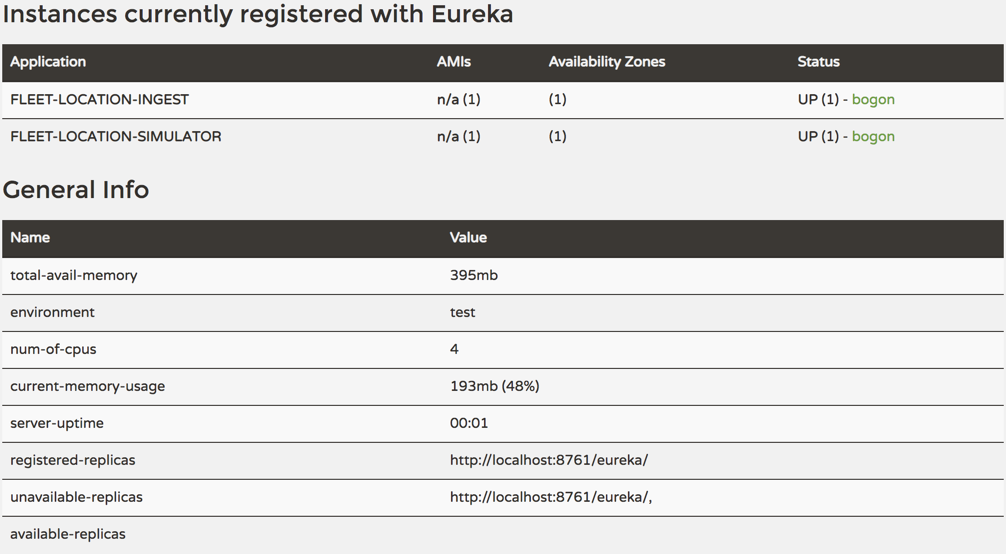 Instances currently registered with Eureka
Application AMIs Availability Zones Status
FLEET-LOCATION-INGEST n/a (1) (1) UP (1) - bogon
FLEET-LOCATION-SIMULATOR n/a (1) (1) UP (1) - bogon
General Info
Name Value
total-avail-memory 395mb
environment test
num-of-cpus 4
current-memory-usage 193mb (48%)
server-uptime 00:01
registered-replicas http://localhost:8761/eureka/
unavailable-replicas http://localhost:8761/eureka/,
available-replicas